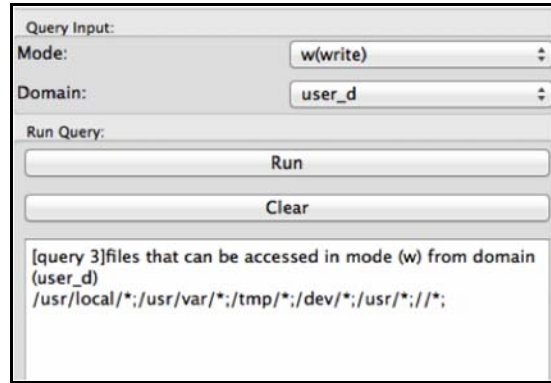 Query Input:
Mode: w(write)
Domain: user_d
Run Query:
Run
Clear
[query 3]files that can be accessed in mode (w) from domain
(user_d)
/usr/local/*;/usr/var/*;/tmp/*;/dev/*;/usr/*;//*;